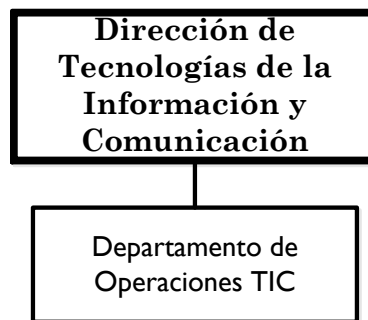 Dirección de
Tecnologías de la
Información y
Comunicación
Departamento de
Operaciones TIC